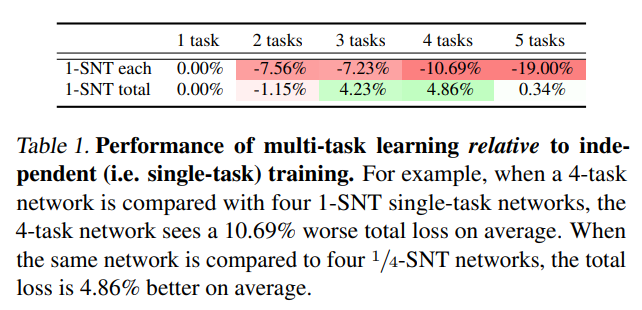 1 task 2 tasks 3 tasks 4 tasks 5 tasks
1-SNT each 0.00% -7.56% -7.23% -10.69% -19.00%
1-SNT total 0.00% -1.15% 4.23% 4.86% 0.34%
Table 1. Performance of multi-task learning relative to inde-
pendent (i.e. single-task) training. For example, when a 4-task
network is compared with four 1-SNT single-task networks, the
4-task network sees a 10.69% worse total loss on average. When
the same network is compared to four 1/4-SNT networks, the total
loss is 4.86% better on average.